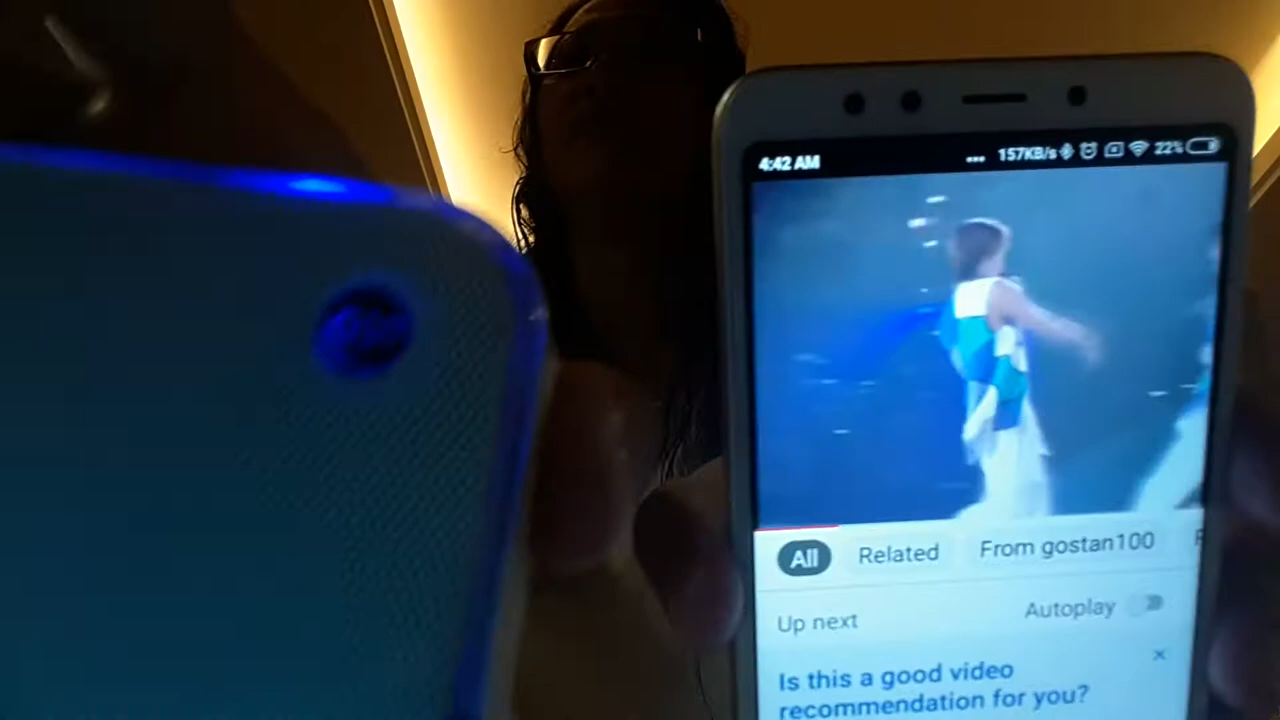 4:42 AM ... 157KB/s 22%
All Related From gostan100
Up next Autoplay
Is this a good video
recommendation for you?